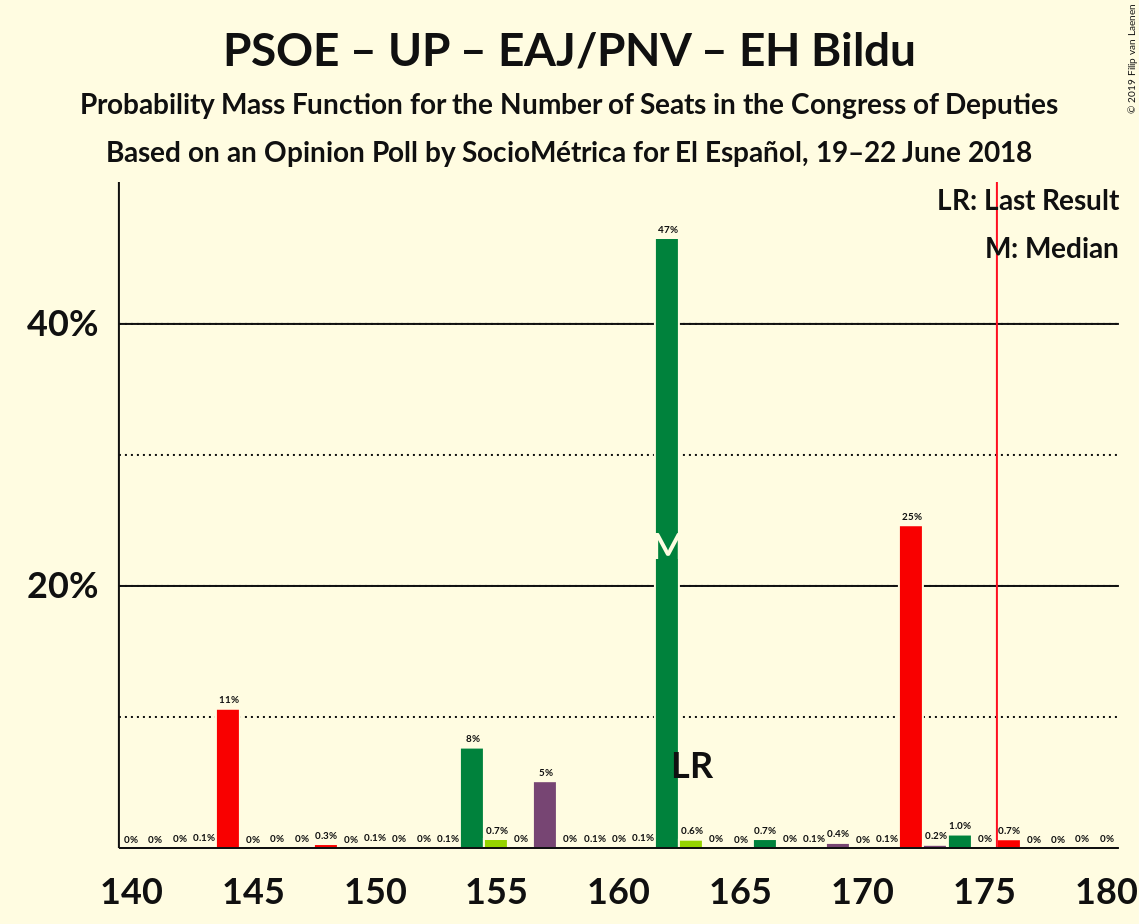 PSOE – UP – EAJ/PNV – EH Bildu
Probability Mass Function for the Number of Seats in the Congress of Deputies
Based on an Opinion Poll by SocioMétrica for El Español, 19–22 June 2018
© 2019 Filip van Laenen
LR: Last Result
M: Median
40%
20%
0% 0% 0% 0.1% 11% 0% 0% 0% 0.3% 0% 0.1% 0% 0% 0.1% 8% 0.7% 0% 5% 0% 0.1% 0% 0.1% 47% 0.6% 0% 0% 0.7% 0% 0.1% 0.4% 0% 0.1% 25% 0.2% 1.0% 0% 0.7% 0% 0% 0% 0%
M
LR
140 145 150 155 160 165 170 175 180